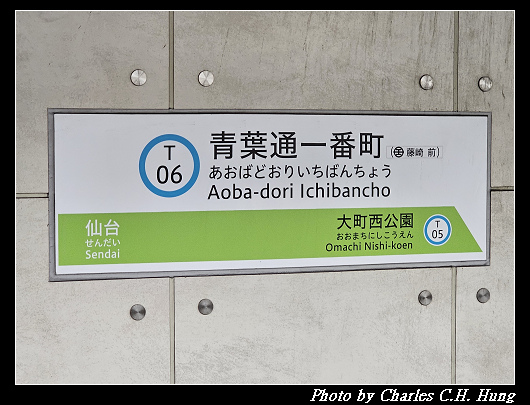 T
06
青葉通一番町
(藤崎 前)
あおばどおりいちばんちょう
Aoba-dori Ichibancho
仙台
せんだい
Sendai
大町西公園
おおまちにしこうえん
Omachi Nishi-koen
T
05
Photo by Charles C.H. Hung